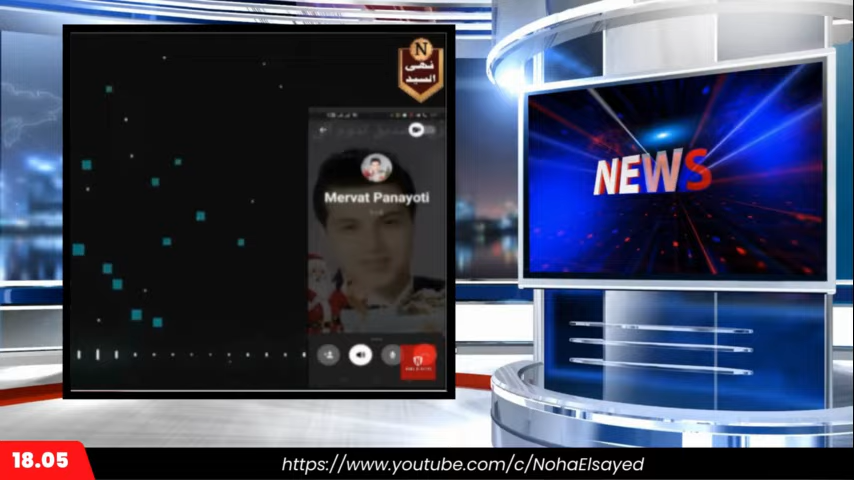 N
نهى
السيد
Mervat Panayoti
NEWS
18.05
https://www.youtube.com/c/NohaElsayed